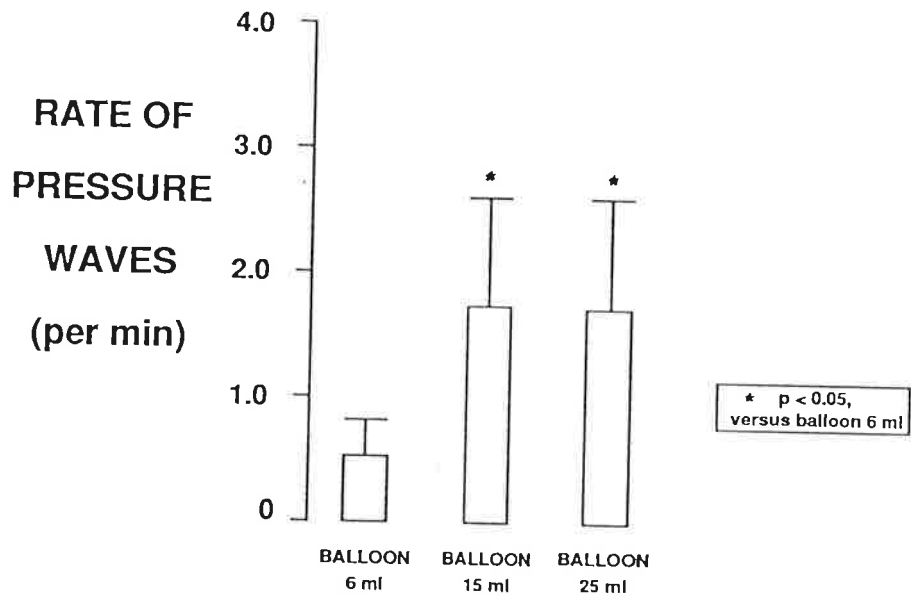 4.0
RATE OF
3.0
PRESSURE
*
*
WAVES
2.0
(per min)
1.0
* p < 0.05,
versus balloon 6 ml
0
BALLOON
6 ml
BALLOON
15 ml
BALLOON
25 ml